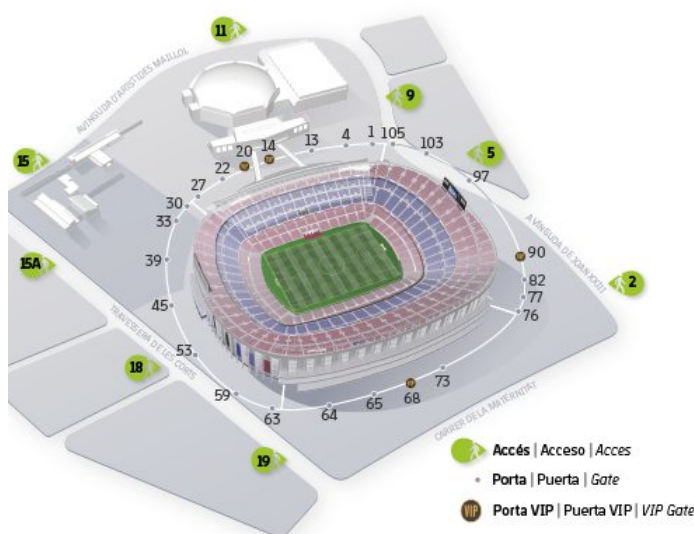 11
AVINGUDA D'ARÍSTIDES MAILLOL
9
15
20 14 13 4 1 105 103
5
22
97
27
30
33
AVINGUDA DE JOAN XXIII
90
15A
39
82
2
77
45
76
TRAVESSERA DE LES CORTS
53
18
73
59
65
68
63
64
CARRER DE LA MATERNITAT
19
Accés | Acceso | Acces
Porta | Puerta | Gate
VIP Porta VIP | Puerta VIP | VIP Gate